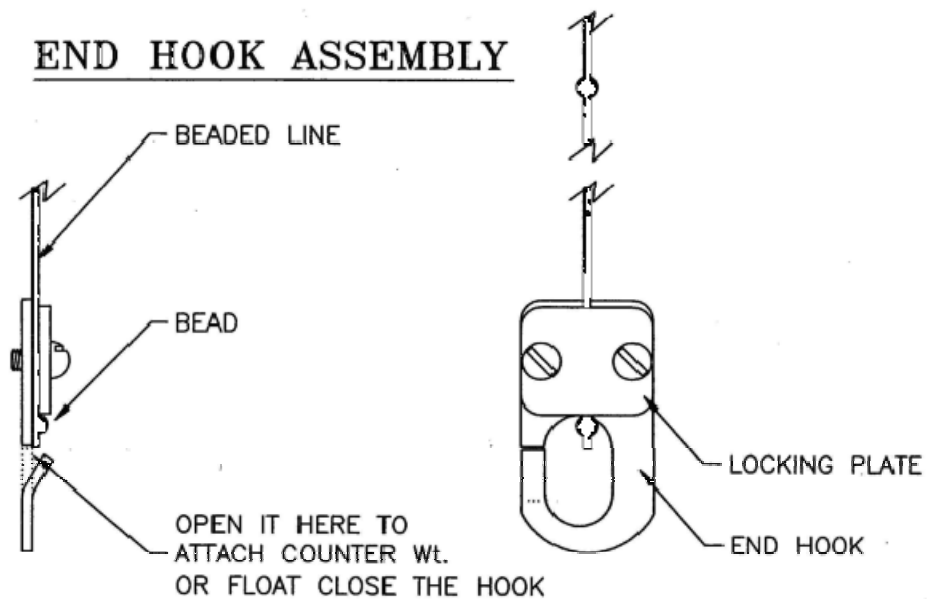 END HOOK ASSEMBLY
BEADED LINE
BEAD
LOCKING PLATE
END HOOK
OPEN IT HERE TO
ATTACH COUNTER Wt.
OR FLOAT CLOSE THE HOOK